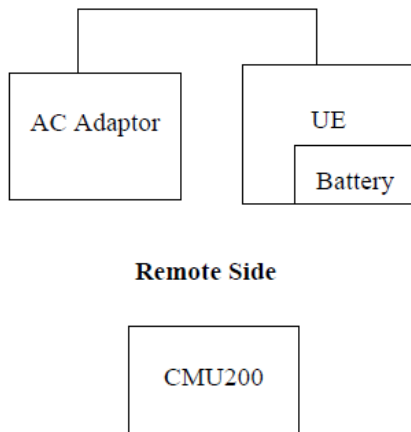 AC Adaptor
UE
Battery
Remote Side
CMU200